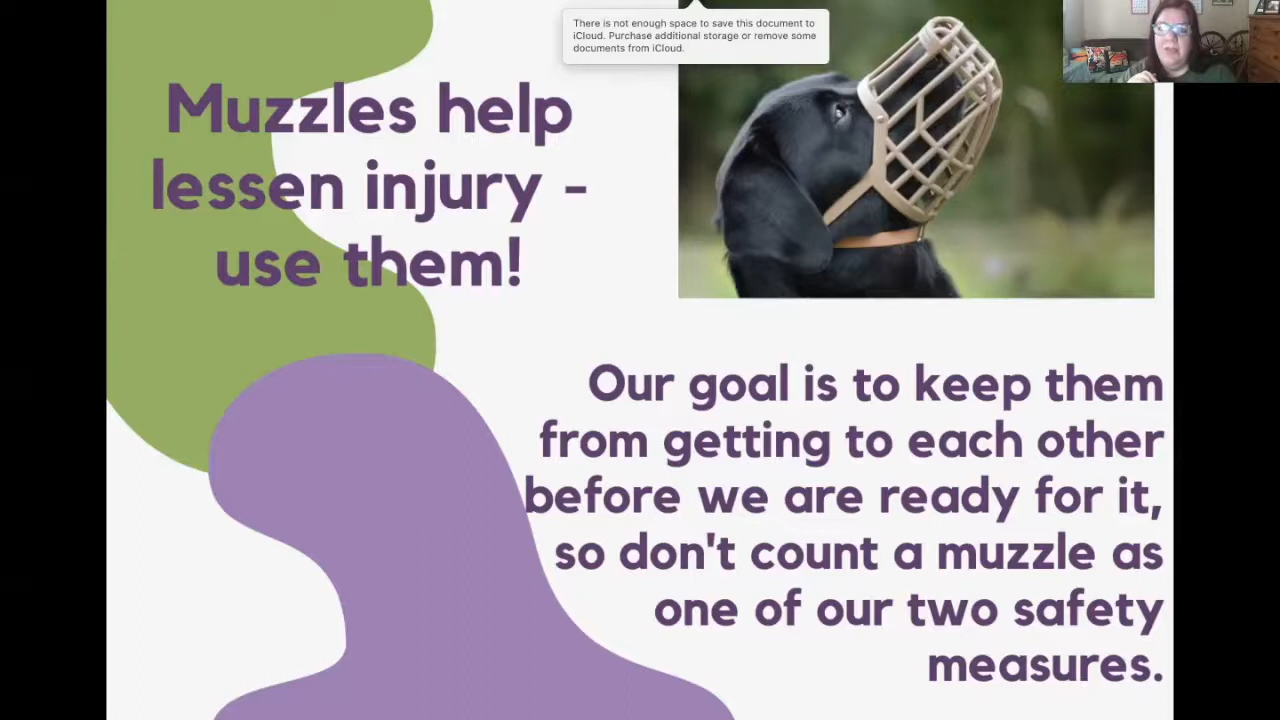 There is not enough space to save this document to
iCloud. Purchase additional storage or remove some
documents from iCloud.
Muzzles help
lessen injury -
use them!
Our goal is to keep them
from getting to each other
before we are ready for it,
so don't count a muzzle as
one of our two safety
measures.